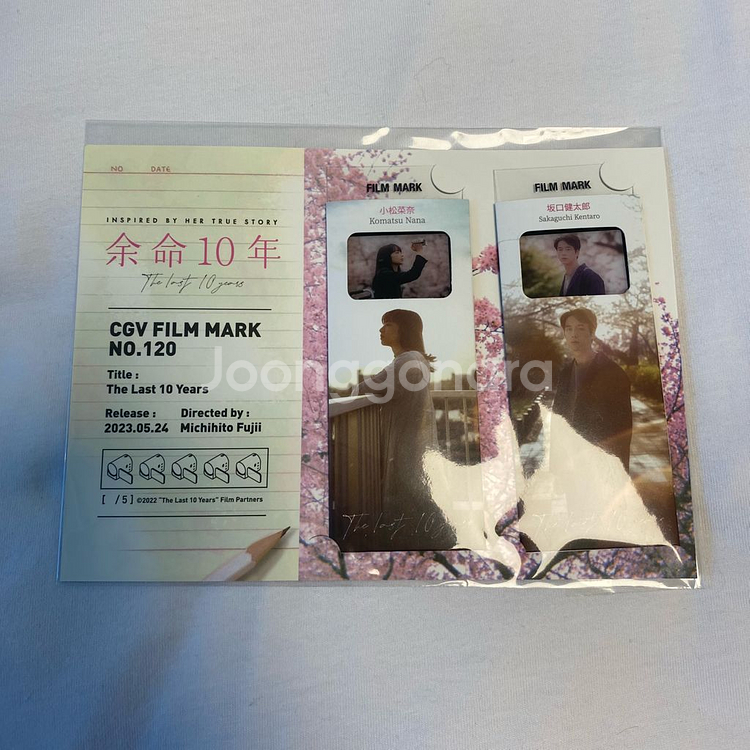 NO DATE
INSPIRED BY HER TRUE STORY
余命10年
The last 10 years
CGV FILM MARK
NO.120
Title :
The Last 10 Years
Release : Directed by :
2023.05.24 Michihito Fujii
[ /5] ©2022 "The Last 10 Years" Film Partners
FILM MARK
小松菜奈
Komatsu Nana
The last 10
FILM MARK
坂口健太郎
Sakaguchi Kentaro
Joonggonara